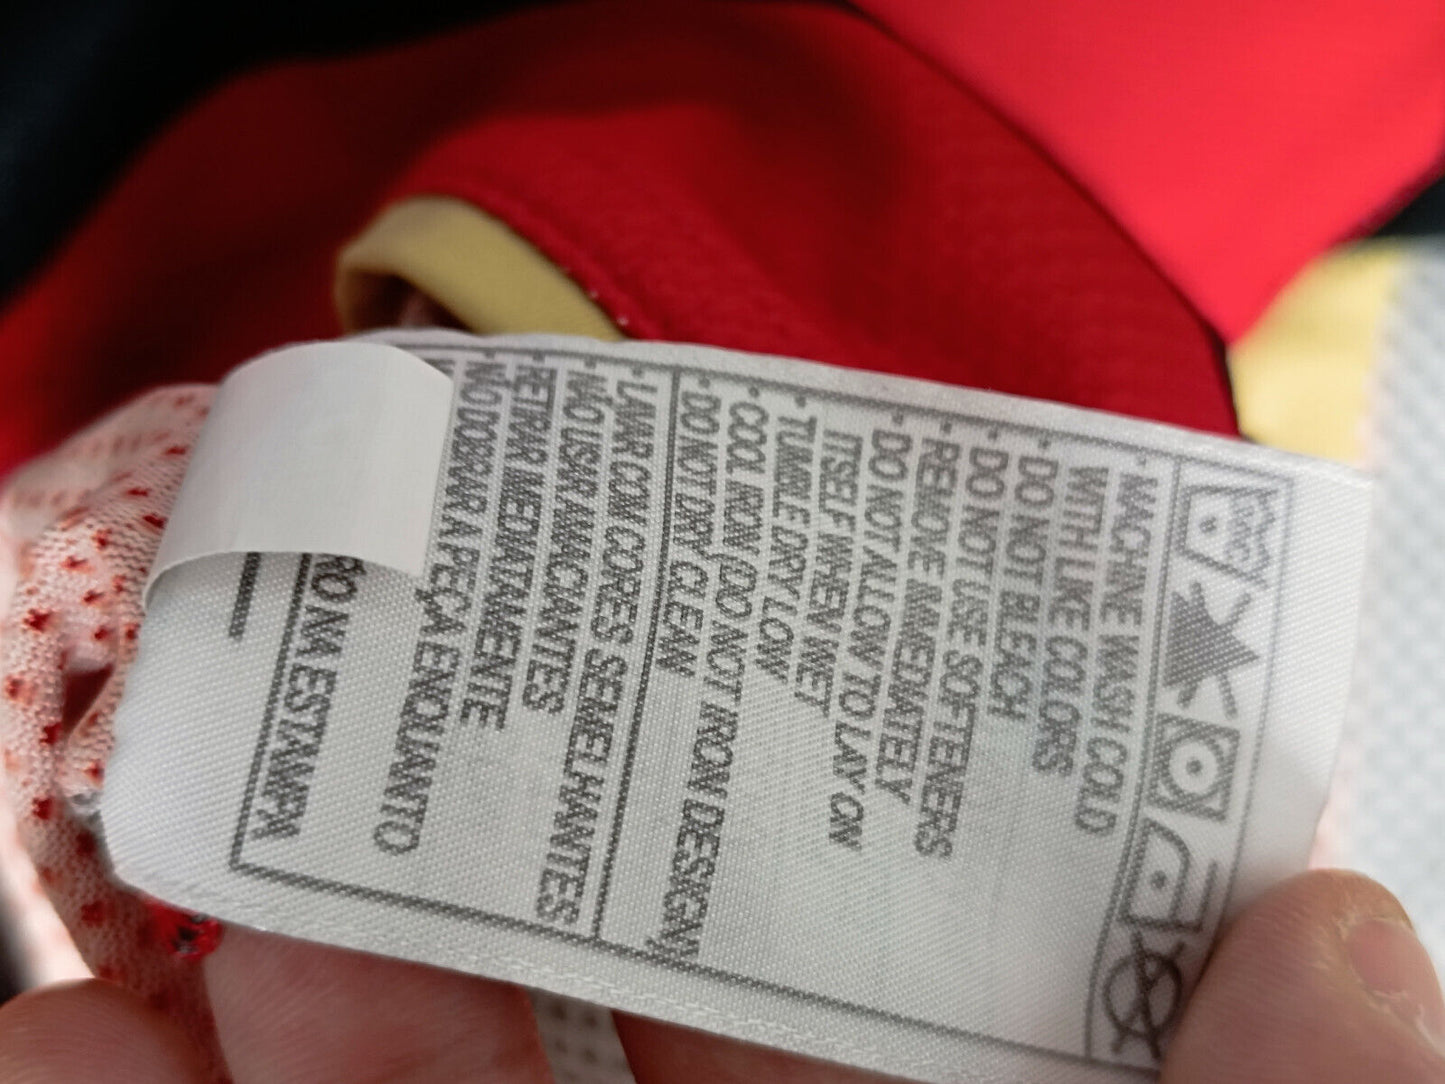 · MACHINE WASH COLD
WITH LIKE COLORS
· DO NOT BLEACH
· DO NOT USE SOFTENERS
· REMOVE IMMEDIATELY
· DO NOT ALLOW TO LAY ON
ITSELF WHEN WET
· TUMBLE DRY LOW
· COOL IRON (DO NOT IRON DESIGN)
· DO NOT DRY CLEAN
· LAVAR COM CORES SEMELHANTES
· NÃO USAR AMACIANTES
· RETIRAR IMEDIATAMENTE
· NÃO DOBRAR A PEÇA ENQUANTO
NA ESTAMPA